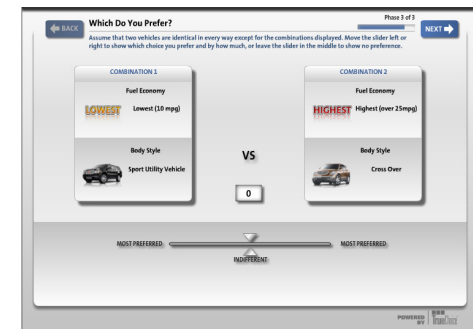 Phase 3 of 3
BACK
Which Do You Prefer?
NEXT
Assume that two vehicles are identical in every way except for the combinations displayed. Move the slider left or
right to show which choice you prefer and by how much, or leave the slider in the middle to show no preference.
COMBINATION 1
Fuel Economy
LOWEST
Lowest (10 mpg)
Body Style
Sport Utility Vehicle
VS
0
COMBINATION 2
Fuel Economy
HIGHEST
Highest (over 25mpg)
Body Style
Cross Over
MOST PREFERRED
MOST PREFERRED
INDIFFERENT
POWERED
BY